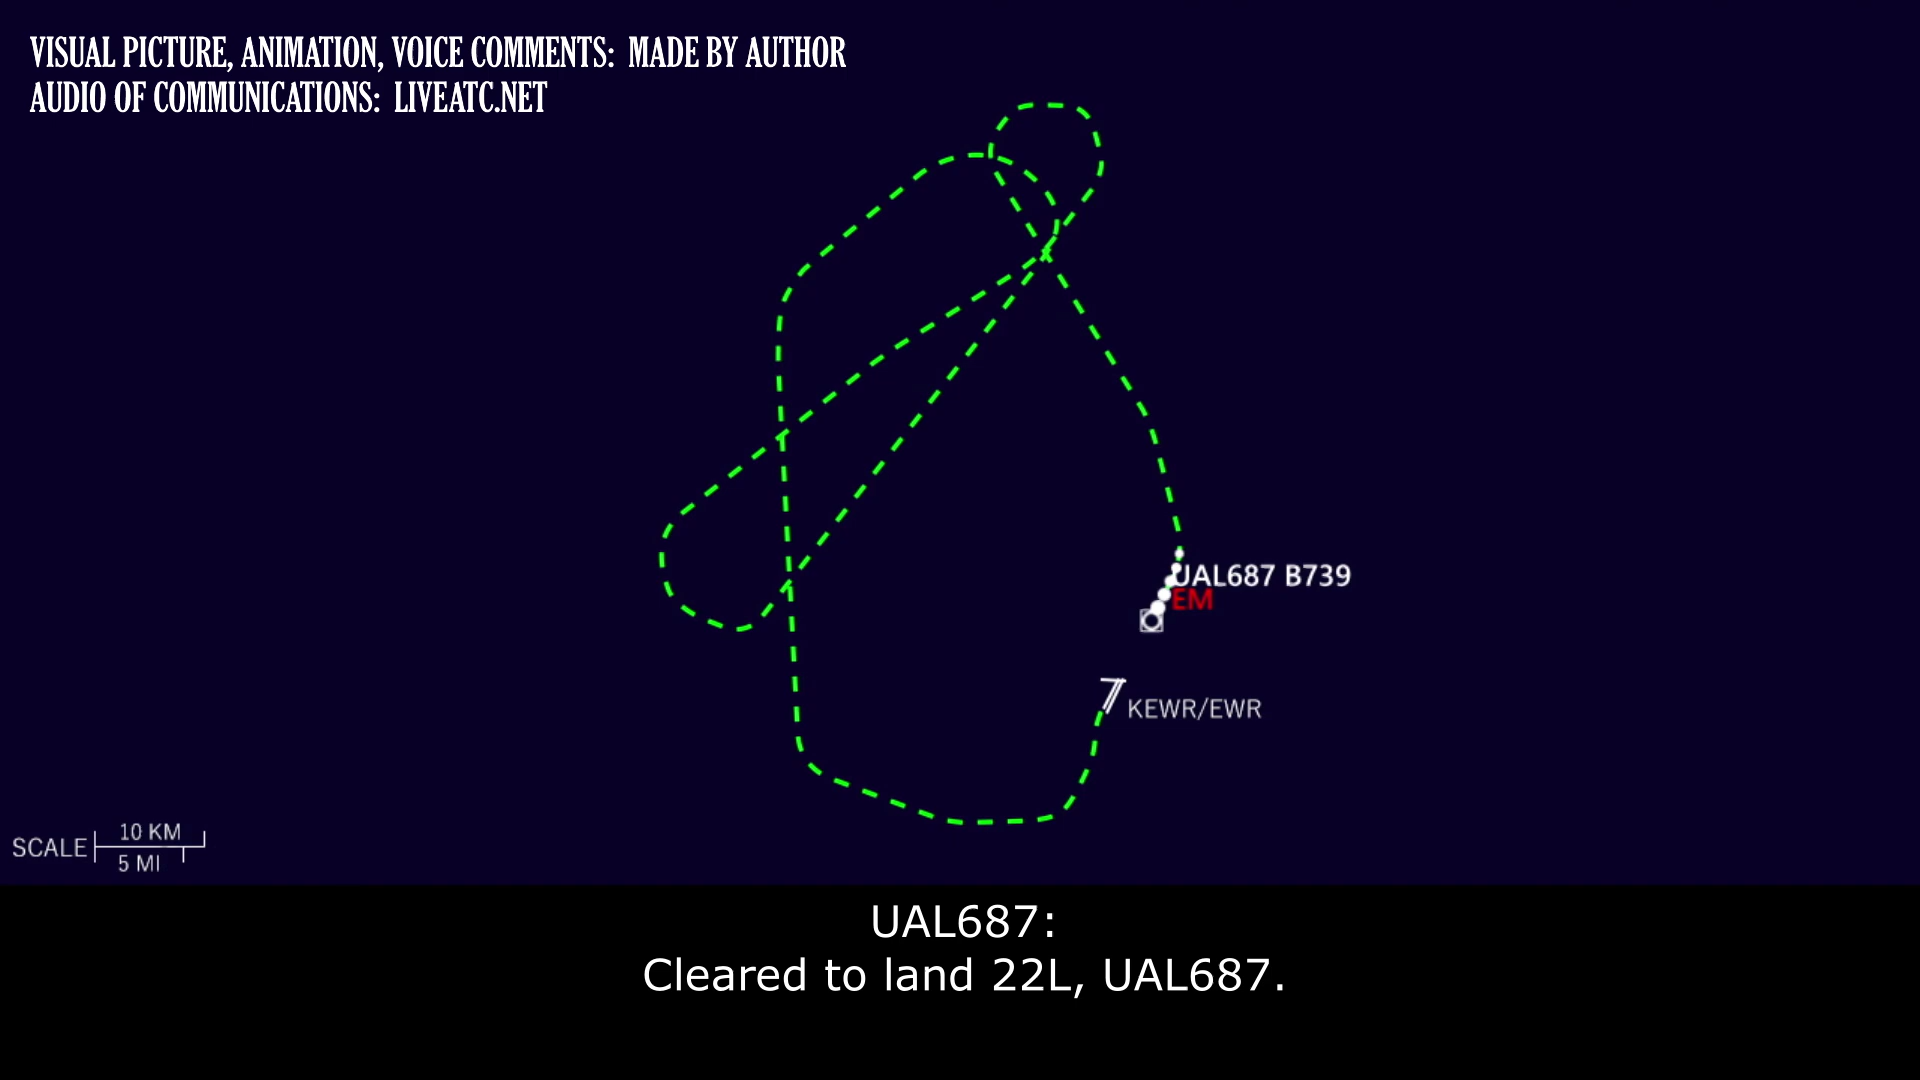 VISUAL PICTURE, ANIMATION, VOICE COMMENTS: MADE BY AUTHOR
AUDIO OF COMMUNICATIONS: LIVEATC.NET
UAL687 B739
EM
KEWR/EWR
SCALE
10 KM
5 MI
UAL687:
Cleared to land 22L, UAL687.